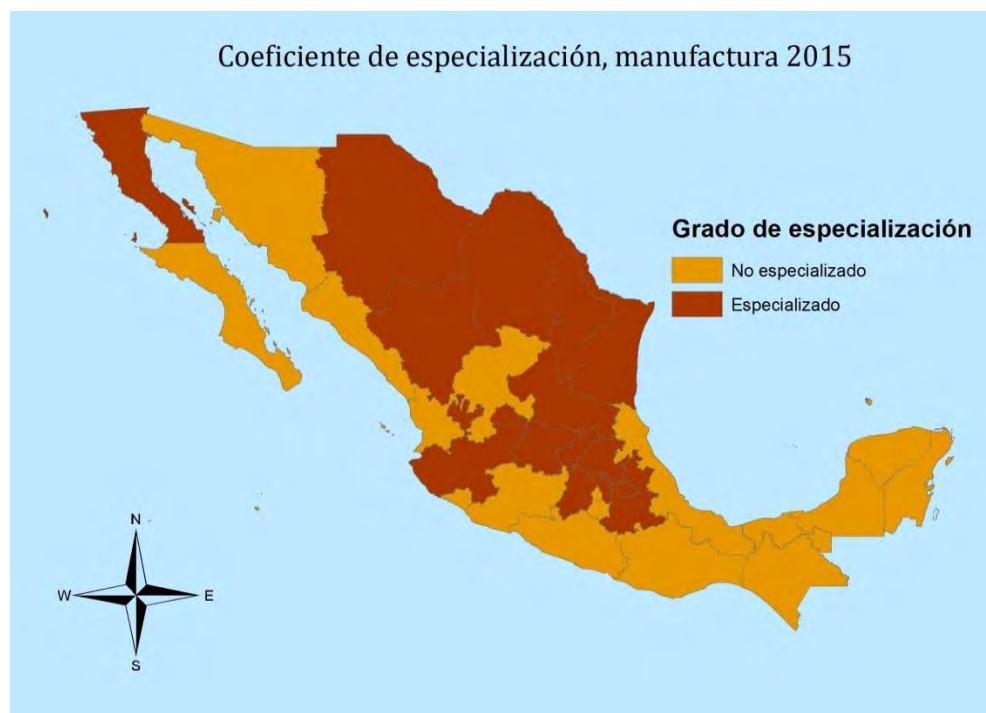 Coeficiente de especialización, manufactura 2015
Grado de especialización
No especializado
Especializado
N
W
E
S